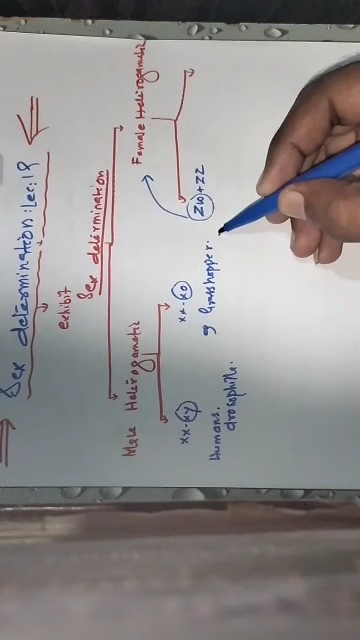 Sex determination: Lec: 19
exhibit
Sex determination
Male Heterogametic
Female Heterogametic
xx-xy
xx-xo
ZW + ZZ
Humans.
drosophila.
eg Grasshopper.